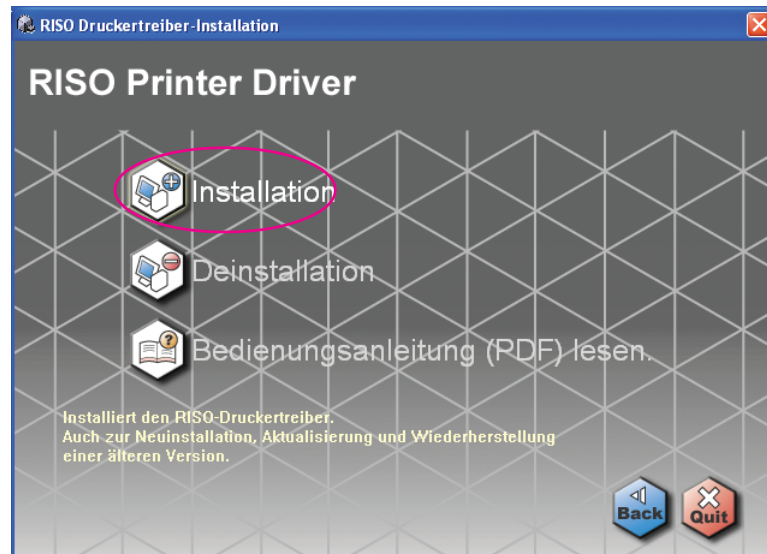 RISO Druckertreiber-Installation
RISO Printer Driver
Installation
Deinstallation
Bedienungsanleitung (PDF) lesen.
Installiert den RISO-Druckertreiber.
Auch zur Neuinstallation, Aktualisierung und Wiederherstellung
einer älteren Version.
Back
Quit